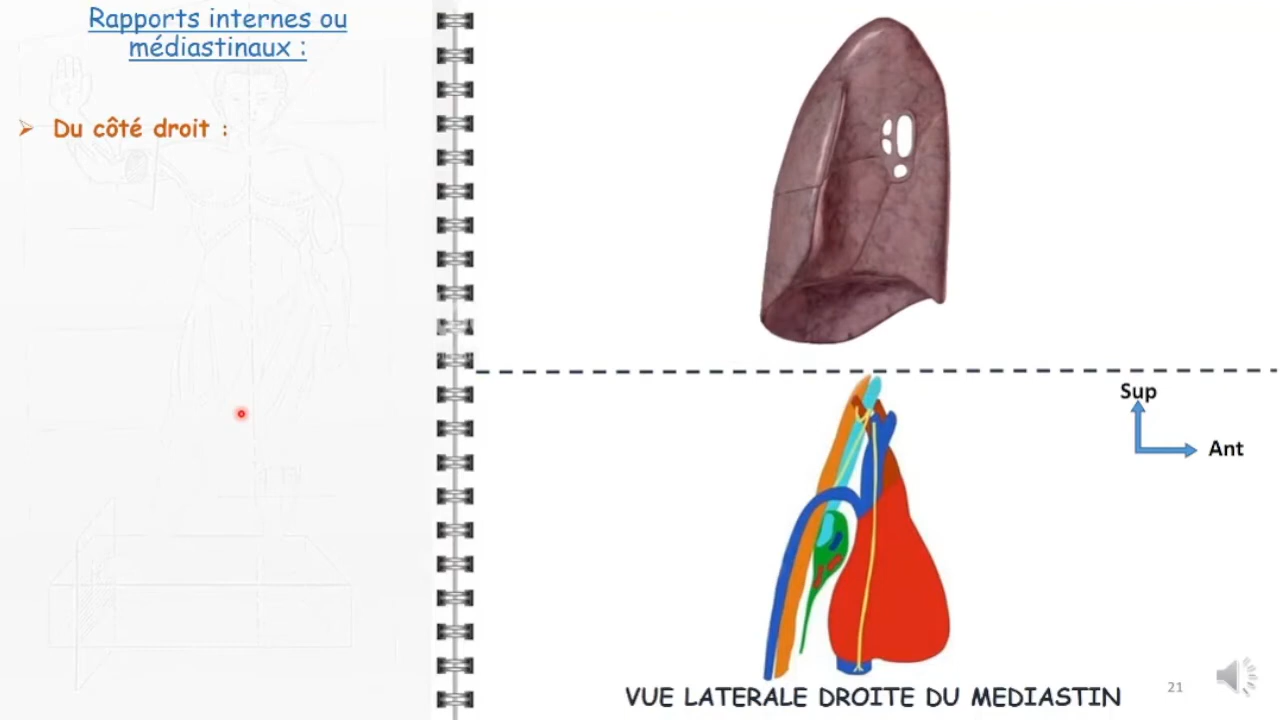 Rapports internes ou
médiastinaux :
➢ Du côté droit :
Sup
Ant
VUE LATERALE DROITE DU MEDIASTIN
21